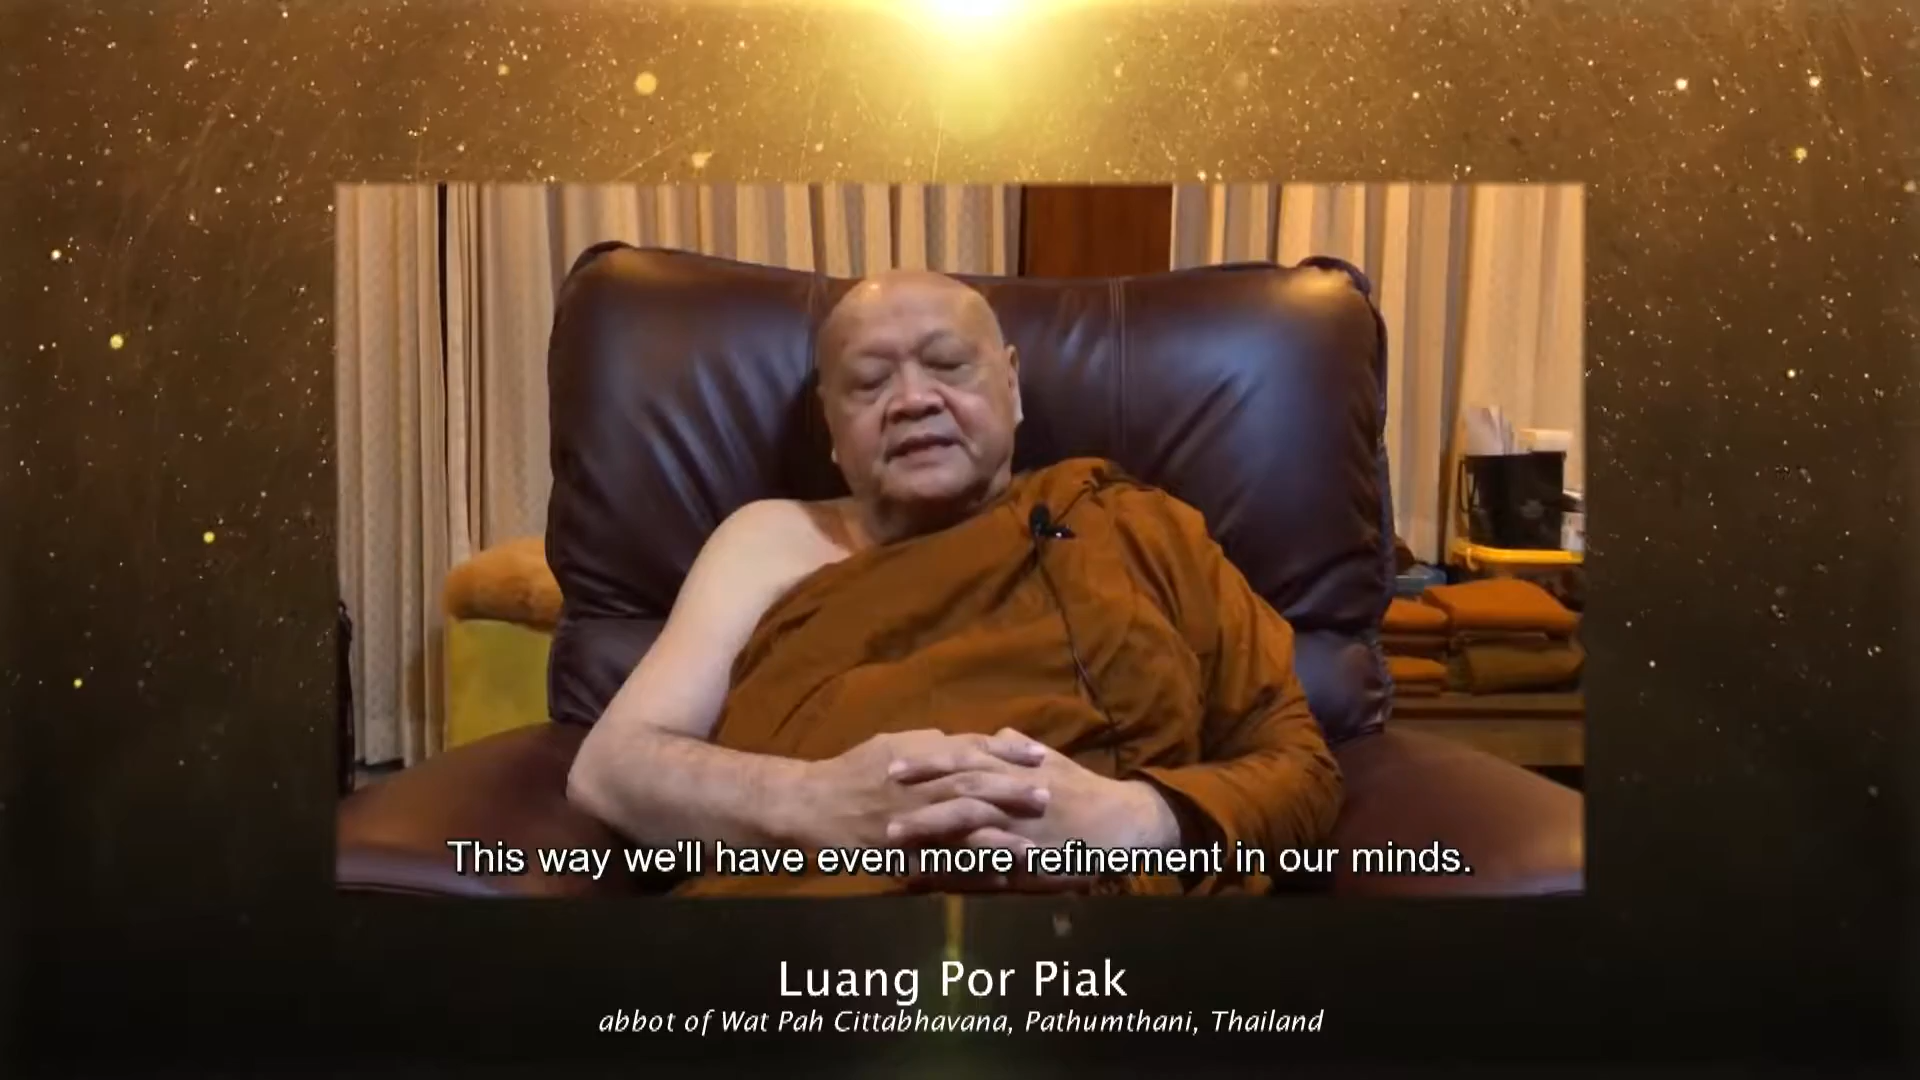 This way we'll have even more refinement in our minds.
Luang Por Piak
abbot of Wat Pah Cittabhavana, Pathumthani, Thailand